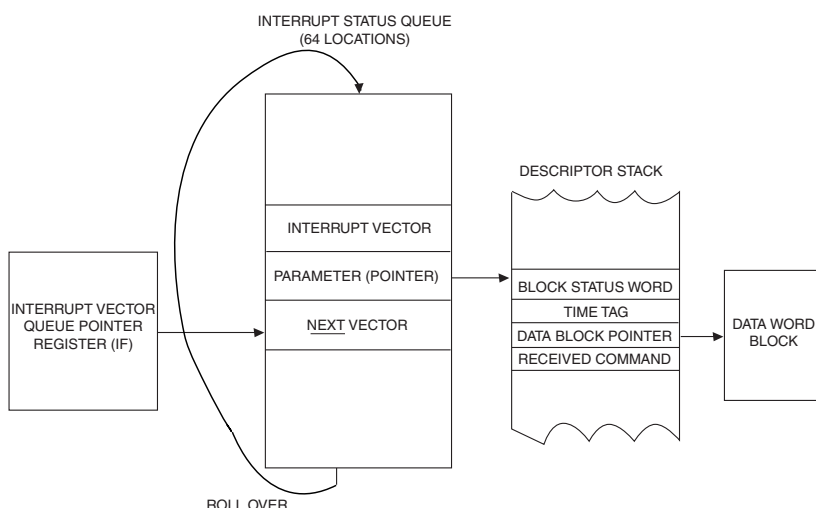 INTERRUPT STATUS QUEUE
(64 LOCATIONS)
DESCRIPTOR STACK
INTERRUPT VECTOR
PARAMETER (POINTER)
NEXT VECTOR
INTERRUPT VECTOR
QUEUE POINTER
REGISTER (IF)
BLOCK STATUS WORD
TIME TAG
DATA BLOCK POINTER
RECEIVED COMMAND
DATA WORD
BLOCK
ROLL OVER